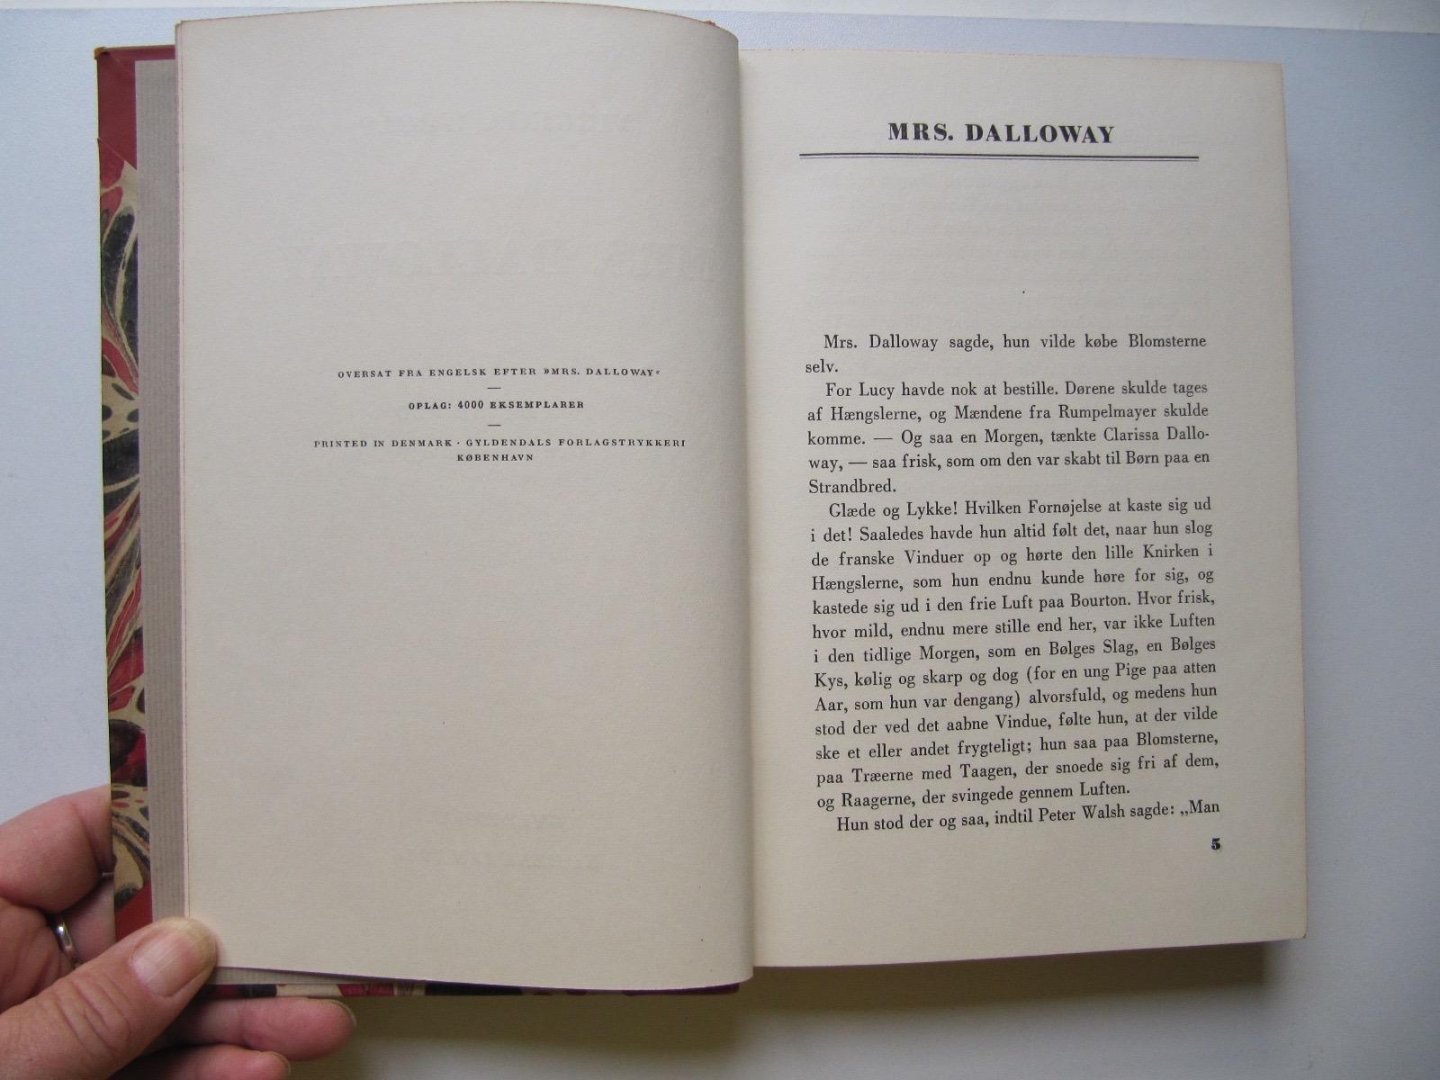 OVERSAT FRA ENGELSK EFTER »MRS. DALLOWAY«
OPLAG: 4000 EKSEMPLARER
PRINTED IN DENMARK · GYLDENDALS FORLAGSTRYKKERI
KØBENHAVN
MRS. DALLOWAY
Mrs. Dalloway sagde, hun vilde købe Blomsterne
selv.
For Lucy havde nok at bestille. Dørene skulde tages
af Hængslerne, og Mændene fra Rumpelmayer skulde
komme. — Og saa en Morgen, tænkte Clarissa Dallo-
way, — saa frisk, som om den var skabt til Børn paa en
Strandbred.
Glæde og Lykke! Hvilken Fornøjelse at kaste sig ud
i det! Saaledes havde hun altid følt det, naar hun slog
de franske Vinduer op og hørte den lille Knirken i
Hængslerne, som hun endnu kunde høre for sig, og
kastede sig ud i den frie Luft paa Bourton. Hvor frisk,
hvor mild, endnu mere stille end her, var ikke Luften
i den tidlige Morgen, som en Bølges Slag, en Bølges
Kys, kølig og skarp og dog (for en ung Pige paa atten
Aar, som hun var dengang) alvorsfuld, og medens hun
stod der ved det aabne Vindue, følte hun, at der vilde
ske et eller andet frygteligt; hun saa paa Blomsterne,
paa Træerne med Taagen, der snoede sig fri af dem,
og Raagerne, der svingede gennem Luften.
Hun stod der og saa, indtil Peter Walsh sagde: „Man
5